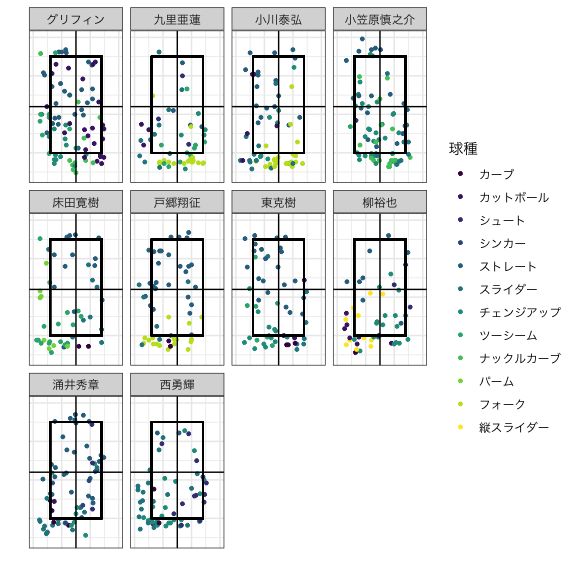 グリフィン
九里亜蓮
小川泰弘
小笠原慎之介
床田寛樹
戸郷翔征
東克樹
柳裕也
涌井秀章
西勇輝
球種
カーブ
カットボール
シュート
シンカー
ストレート
スライダー
チェンジアップ
ツーシーム
ナックルカーブ
パーム
フォーク
縦スライダー